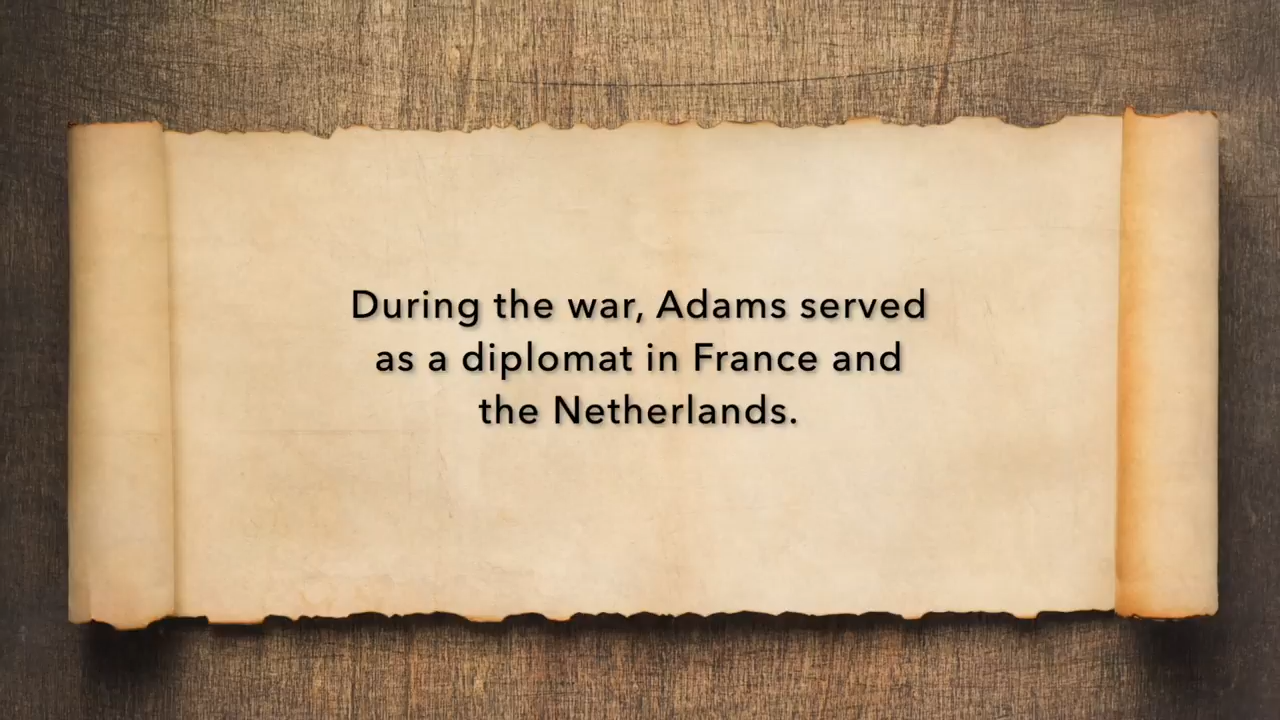 During the war, Adams served
as a diplomat in France and
the Netherlands.